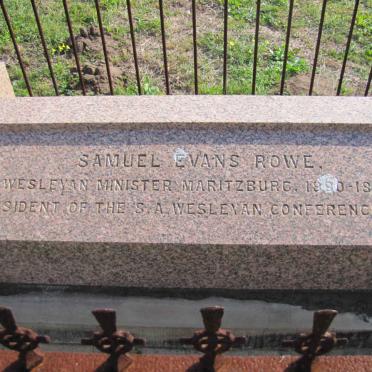 SAMUEL EVANS ROWE.
WESLEYAN MINISTER MARITZBURG.
SIDENT OF THE S.A. WESLEYAN CONFERENC